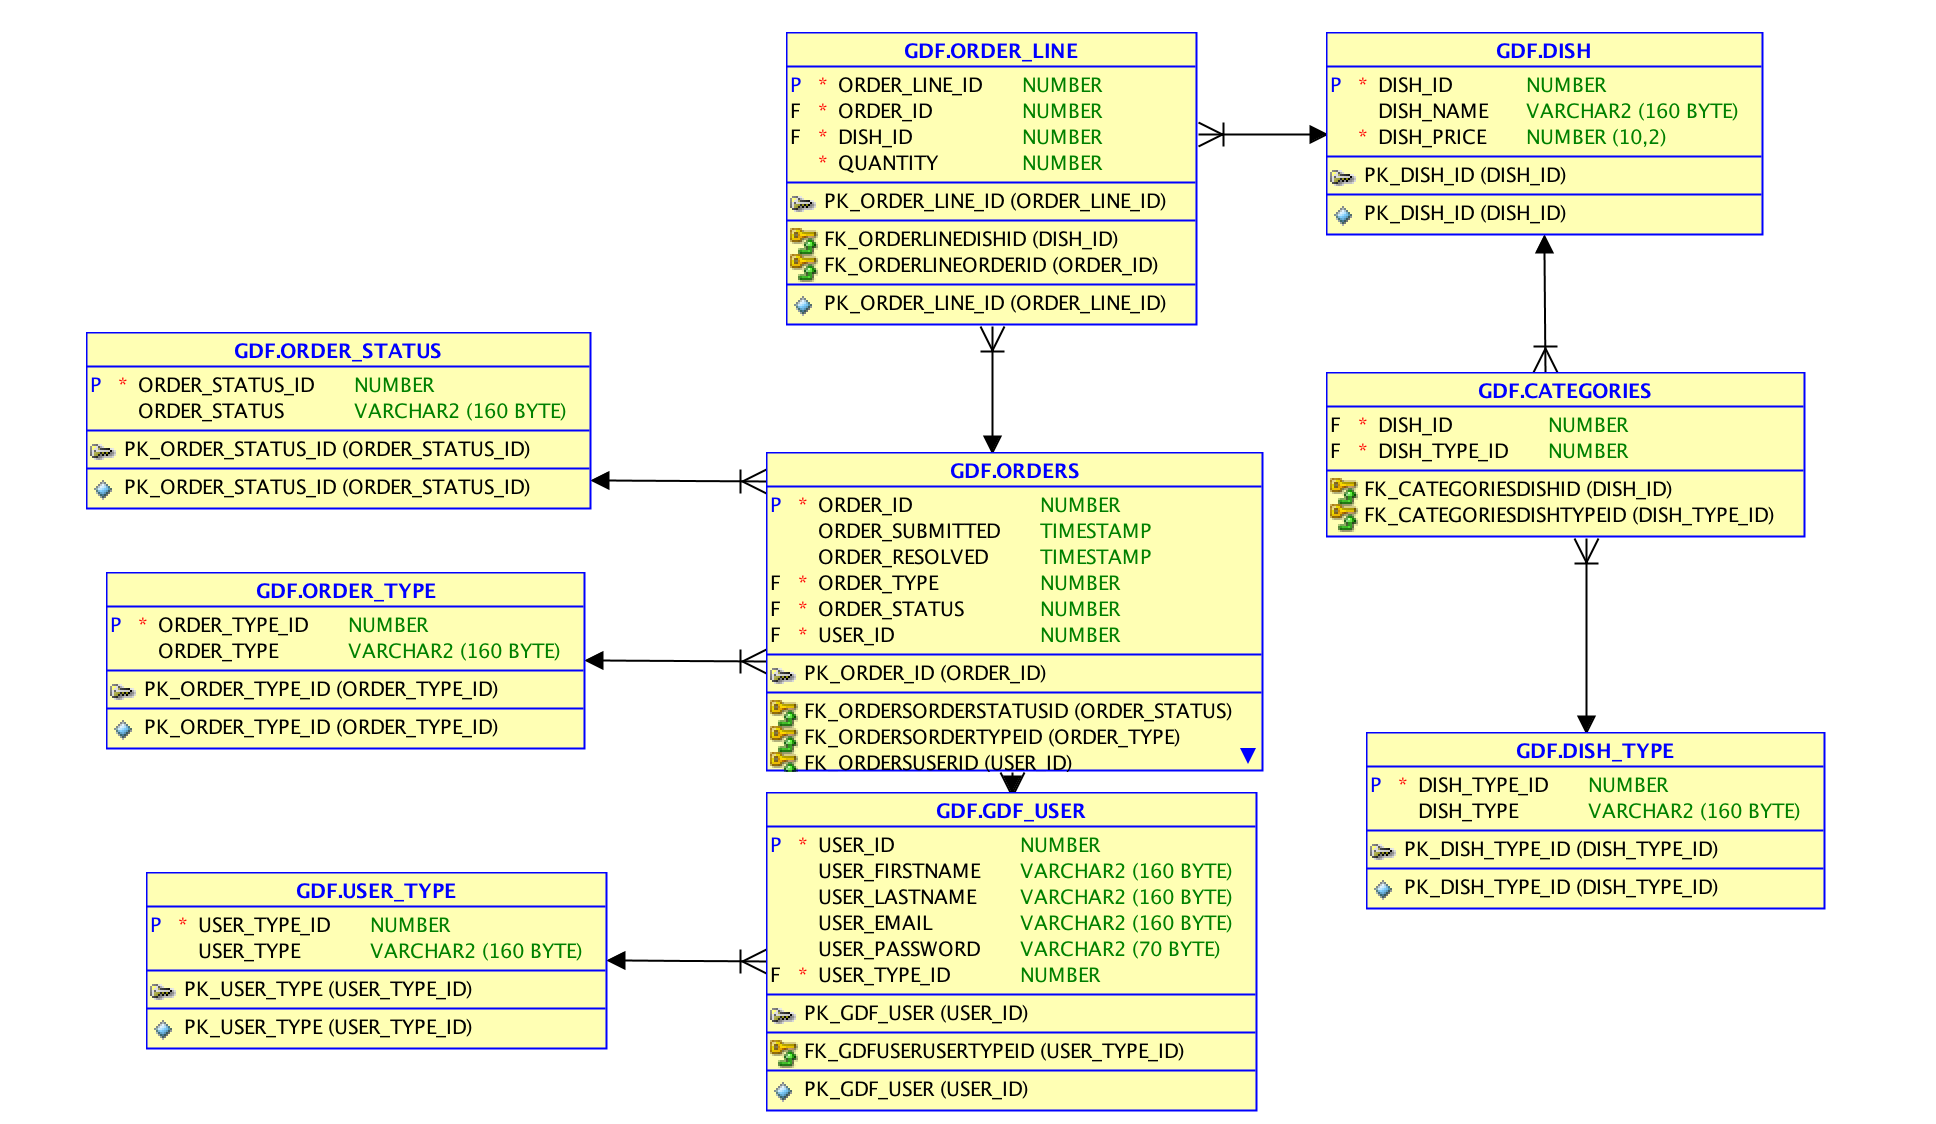 GDF.ORDER_LINE
P * ORDER_LINE_ID NUMBER
F * ORDER_ID NUMBER
F * DISH_ID NUMBER
* QUANTITY NUMBER
PK_ORDER_LINE_ID (ORDER_LINE_ID)
FK_ORDERLINEDISHID (DISH_ID)
FK_ORDERLINEORDERID (ORDER_ID)
PK_ORDER_LINE_ID (ORDER_LINE_ID)
GDF.DISH
P * DISH_ID NUMBER
DISH_NAME VARCHAR2 (160 BYTE)
* DISH_PRICE NUMBER (10,2)
PK_DISH_ID (DISH_ID)
PK_DISH_ID (DISH_ID)
GDF.ORDER_STATUS
P * ORDER_STATUS_ID NUMBER
ORDER_STATUS VARCHAR2 (160 BYTE)
PK_ORDER_STATUS_ID (ORDER_STATUS_ID)
PK_ORDER_STATUS_ID (ORDER_STATUS_ID)
GDF.CATEGORIES
F * DISH_ID NUMBER
F * DISH_TYPE_ID NUMBER
FK_CATEGORIESDISHID (DISH_ID)
FK_CATEGORIESDISHTYPEID (DISH_TYPE_ID)
GDF.ORDERS
P * ORDER_ID NUMBER
ORDER_SUBMITTED TIMESTAMP
ORDER_RESOLVED TIMESTAMP
F * ORDER_TYPE NUMBER
F * ORDER_STATUS NUMBER
F * USER_ID NUMBER
PK_ORDER_ID (ORDER_ID)
FK_ORDERSORDERSTATUSID (ORDER_STATUS)
FK_ORDERSORDERTYPEID (ORDER_TYPE)
FK_ORDERSUSERID (USER_ID)
GDF.ORDER_TYPE
P * ORDER_TYPE_ID NUMBER
ORDER_TYPE VARCHAR2 (160 BYTE)
PK_ORDER_TYPE_ID (ORDER_TYPE_ID)
PK_ORDER_TYPE_ID (ORDER_TYPE_ID)
GDF.DISH_TYPE
P * DISH_TYPE_ID NUMBER
DISH_TYPE VARCHAR2 (160 BYTE)
PK_DISH_TYPE_ID (DISH_TYPE_ID)
PK_DISH_TYPE_ID (DISH_TYPE_ID)
GDF.GDF_USER
P * USER_ID NUMBER
USER_FIRSTNAME VARCHAR2 (160 BYTE)
USER_LASTNAME VARCHAR2 (160 BYTE)
USER_EMAIL VARCHAR2 (160 BYTE)
USER_PASSWORD VARCHAR2 (70 BYTE)
F * USER_TYPE_ID NUMBER
PK_GDF_USER (USER_ID)
FK_GDFUSERUSERTYPEID (USER_TYPE_ID)
PK_GDF_USER (USER_ID)
GDF.USER_TYPE
P * USER_TYPE_ID NUMBER
USER_TYPE VARCHAR2 (160 BYTE)
PK_USER_TYPE (USER_TYPE_ID)
PK_USER_TYPE (USER_TYPE_ID)